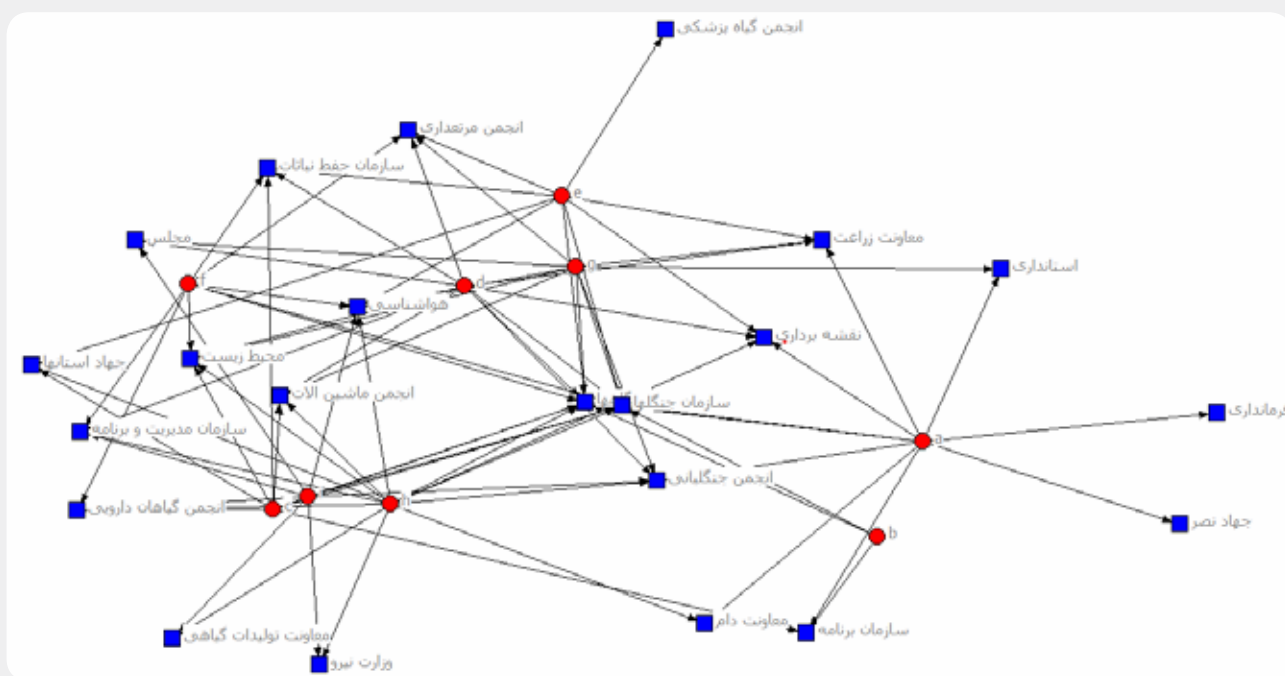 انجمن گیاه پزشکی
انجمن مرتعداری
سازمان حفظ نباتات
e
مجلس
معاونت زراعت
g
استانداری
f
d
هواشناسی
نقشه برداری
محیط زیست
جهاد استانها
انجمن ماشین آلات
سازمان جنگلها
فرمانداری
سازمان مدیریت و برنامه
a
انجمن جنگلبانی
h
انجمن گیاهان دارویی
c
جهاد نصر
b
معاونت دام
سازمان برنامه
معاونت تولیدات گیاهی
وزارت نیرو